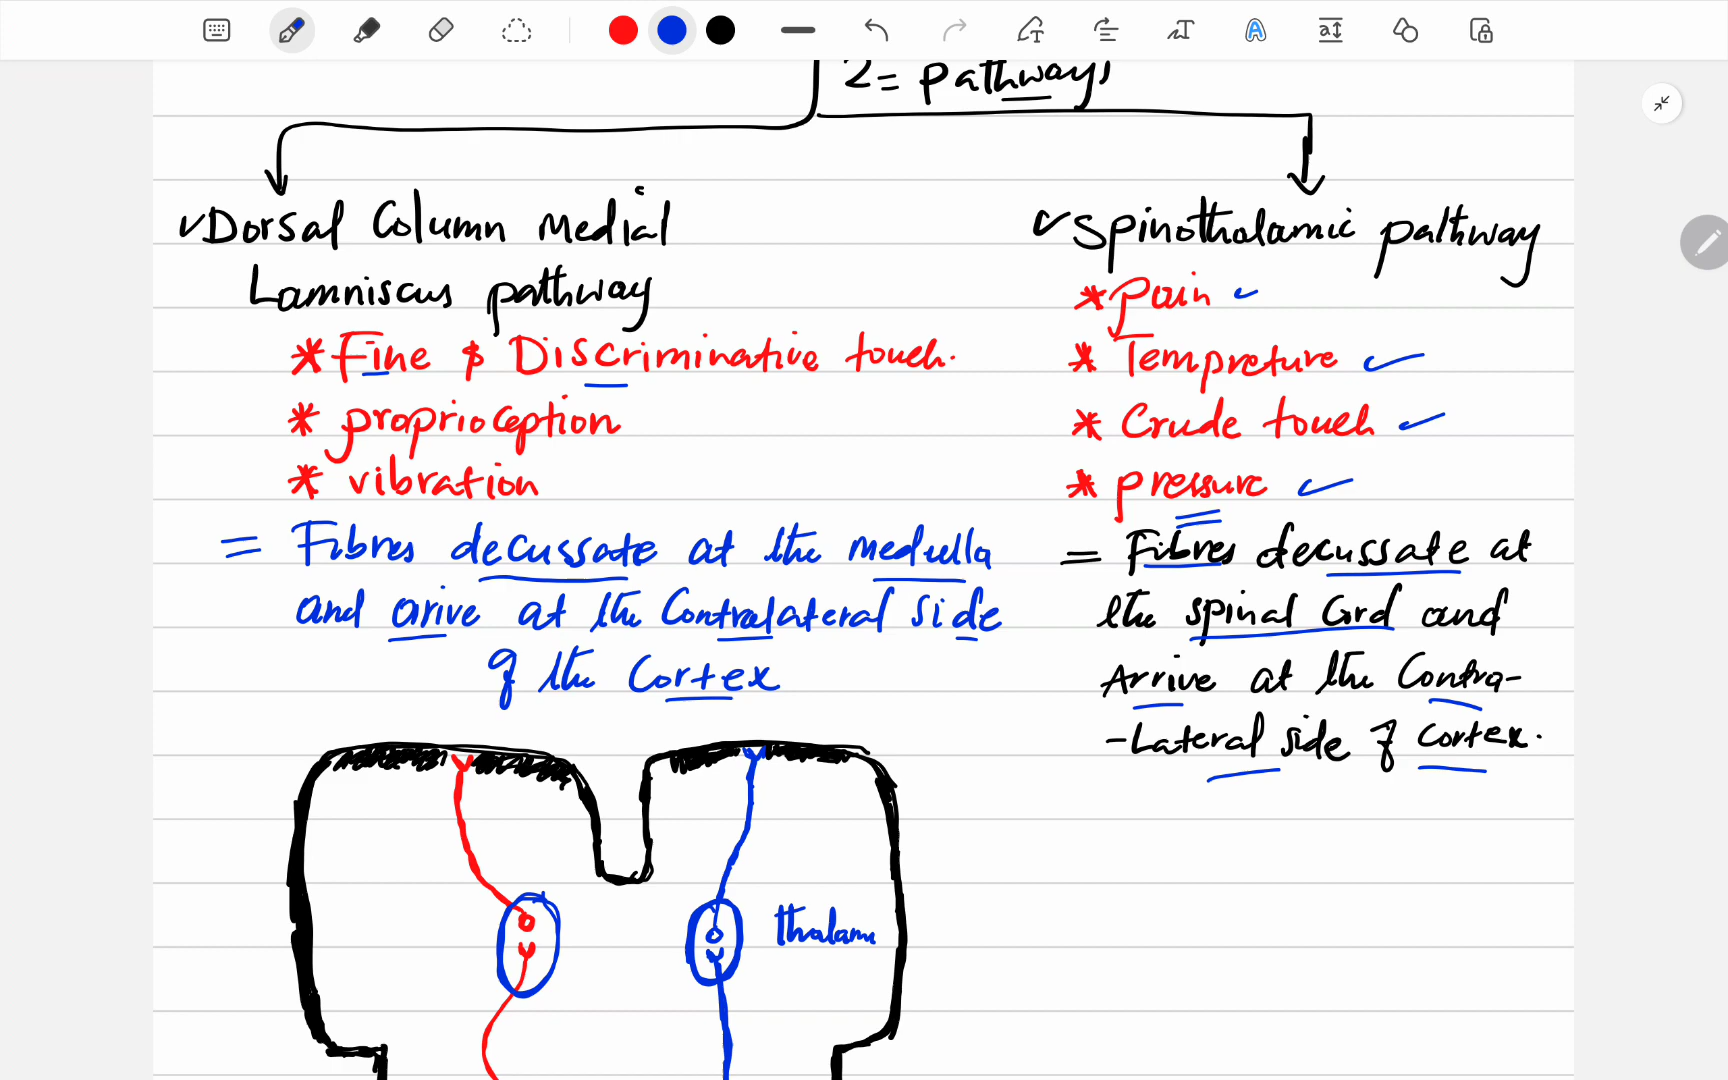 2= pathways
✓Dorsal Column Medial
Lamniscus pathway
* Fine & Discriminative touch.
* proprioception
* vibration
= Fibres decussate at the medulla
and arive at the Contralateral side
of the Cortex
✓Spinothalamic pathway
* Pain ✓
* Tempreture ✓
* Crude touch ✓
* pressure ✓
= Fibres decussate at
the spinal Cord and
Arrive at the Contra-
-Lateral side of Cortex.
thalamu